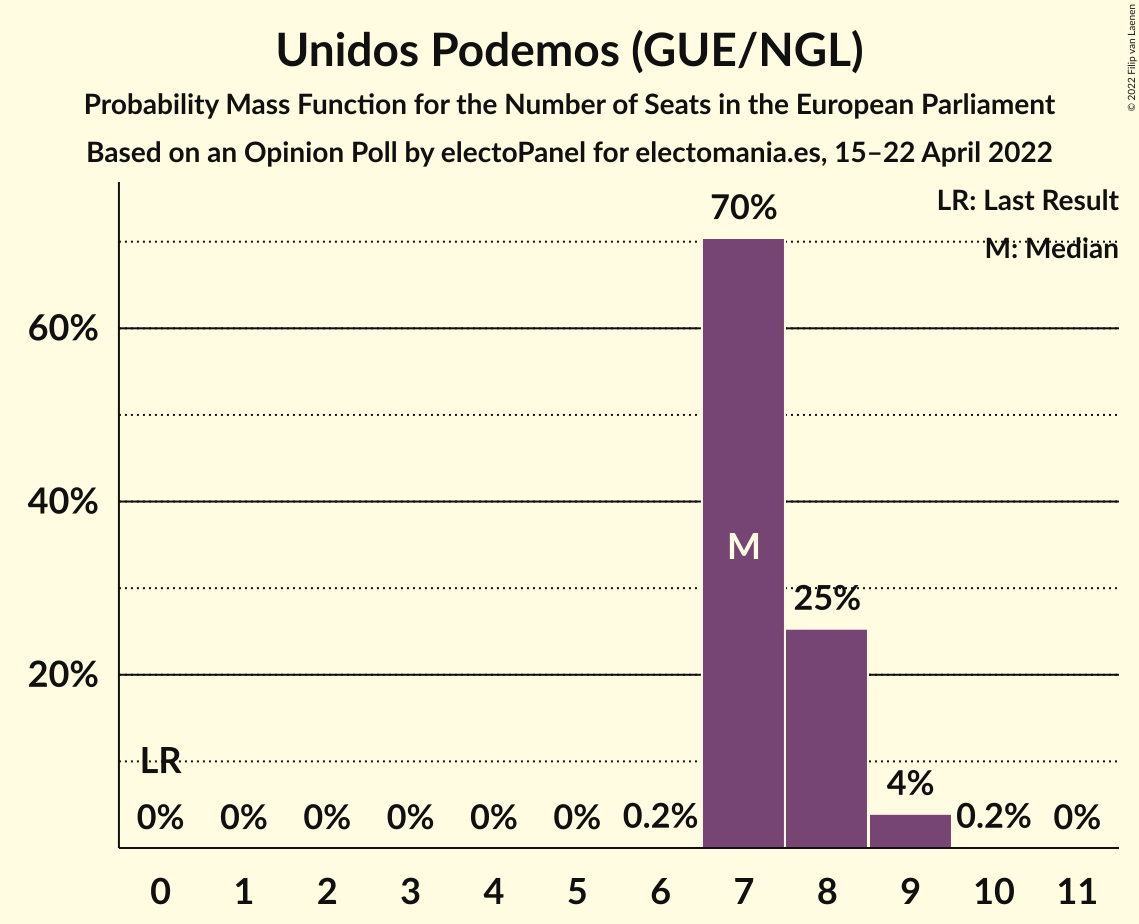 Unidos Podemos (GUE/NGL)
Probability Mass Function for the Number of Seats in the European Parliament
Based on an Opinion Poll by electoPanel for electomania.es, 15–22 April 2022
© 2022 Filip van Laenen
LR: Last Result
M: Median
70%
60%
40%
M
25%
20%
LR
4%
0% 0% 0% 0% 0% 0% 0.2% 0.2% 0%
0 1 2 3 4 5 6 7 8 9 10 11